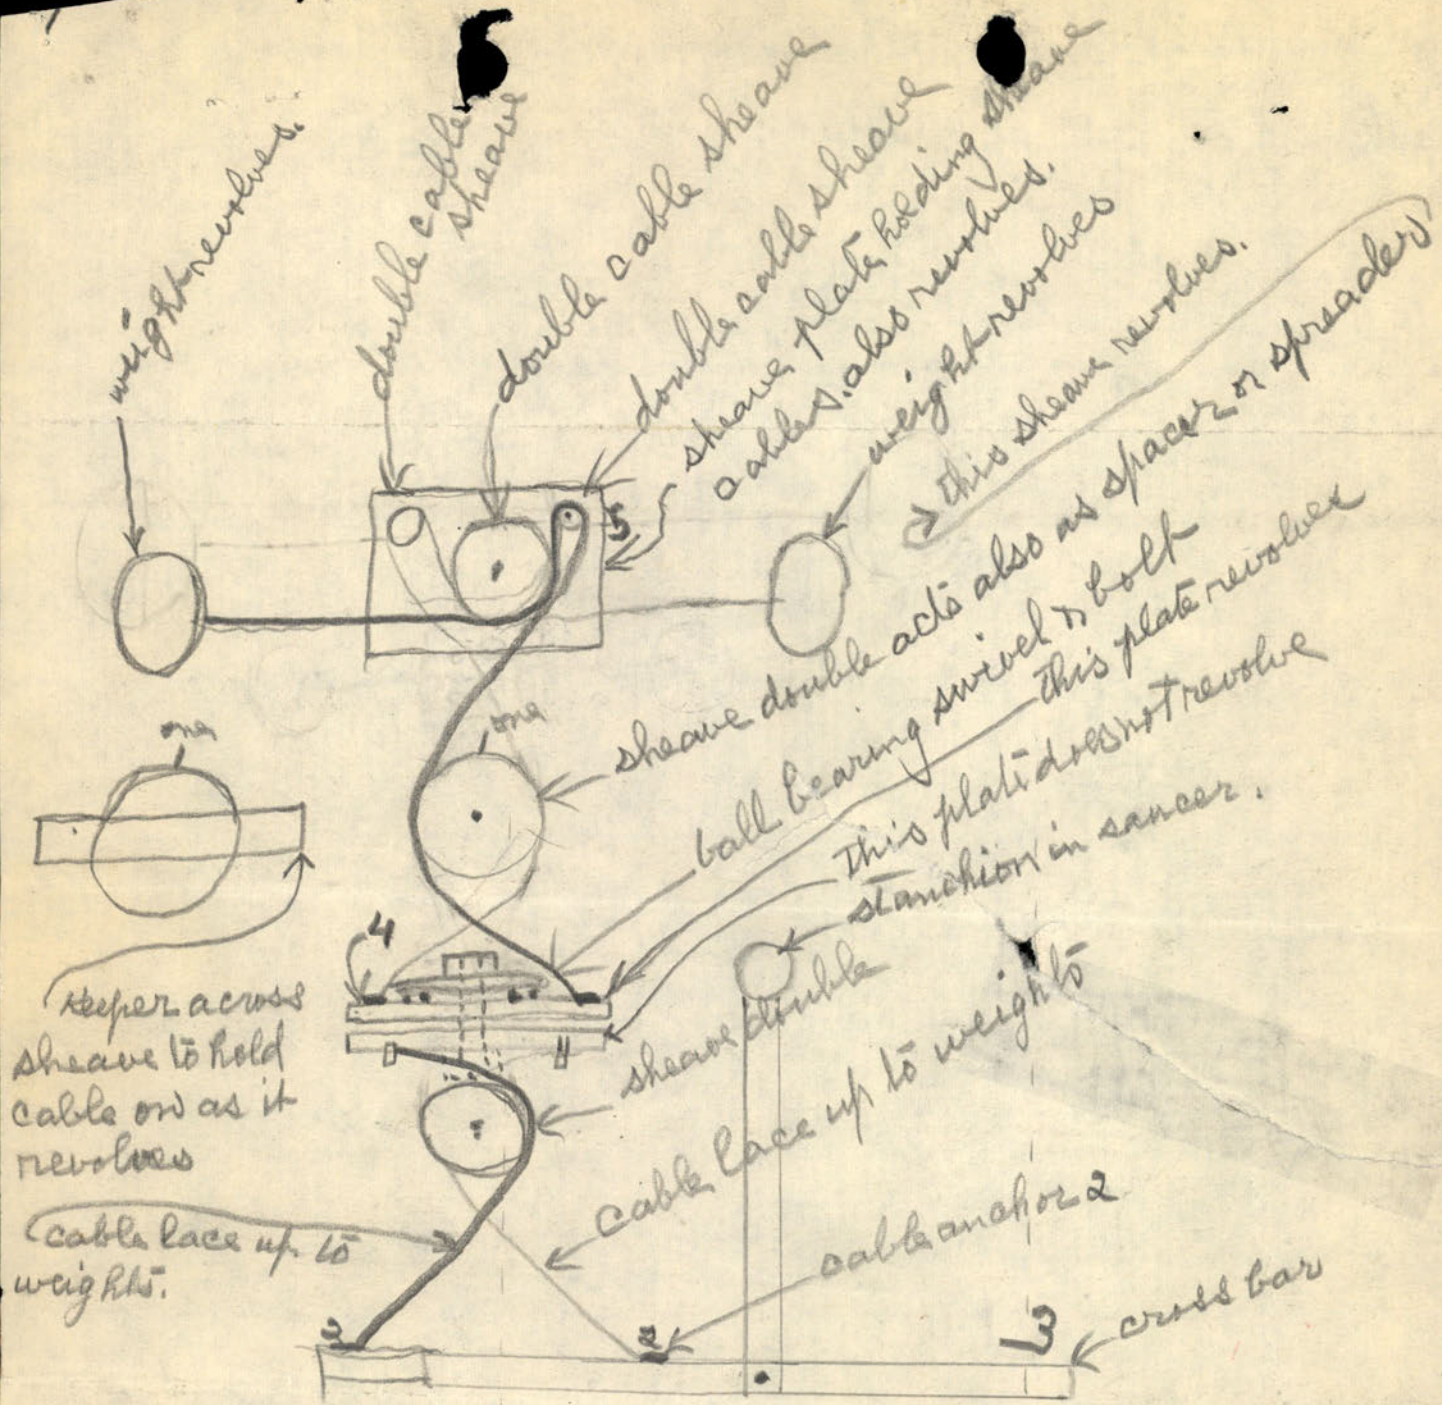 weight revolves.
double cable
sheave
double cable sheave
double cable sheave
sheave plate holding sheave
cables. also revolves.
weight revolves
this sheave revolves.
5
one
one
sheave double acts also as spacer or spreader
ball bearing swivel & bolt
this plate revolves
this plate does not revolve
stanchion in saucer.
4
keeper across
sheave to hold
cable on as it
revolves
sheave double
cable lace up to weights
cable lace up to
weights.
cable anchor 2
2
2
3
cross bar